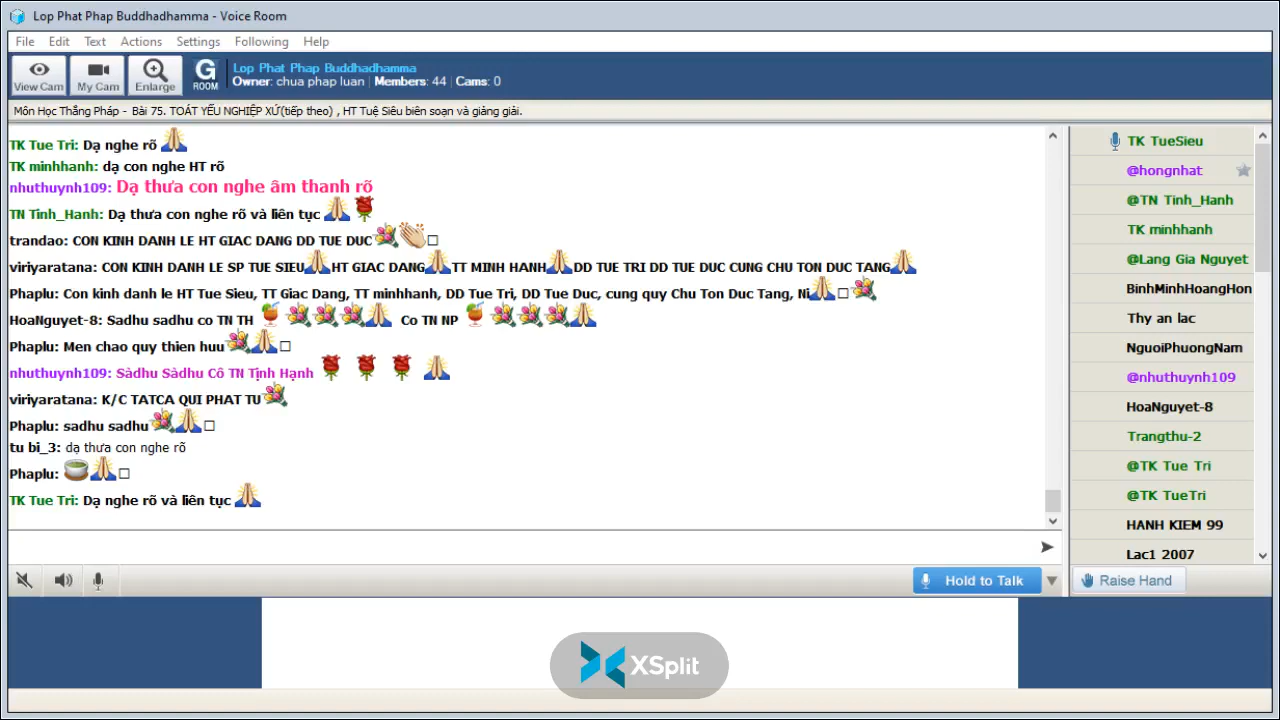 Lop Phat Phap Buddhadhamma - Voice Room
File Edit Text Actions Settings Following Help
View Cam My Cam Enlarge G ROOM
Lop Phat Phap Buddhadhamma
Owner: chua phap luan | Members: 44 | Cams: 0
Môn Học Thắng Pháp - Bài 75. TOÁT YẾU NGHIỆP XỨ(tiếp theo) , HT Tuệ Siêu biên soạn và giảng giải.
TK Tue Tri: Dạ nghe rõ
TK minhhanh: dạ con nghe HT rõ
nhuthuynh109: Dạ thưa con nghe âm thanh rõ
TN Tinh_Hanh: Dạ thưa con nghe rõ và liên tục
trandao: CON KINH DANH LE HT GIAC DANG DD TUE DUC
viriyaratana: CON KINH DANH LE SP TUE SIEU HT GIAC DANG TT MINH HANH DD TUE TRI DD TUE DUC CUNG CHU TON DUC TANG
Phaplu: Con kinh danh le HT Tue Sieu, TT Giac Dang, TT minhhanh, DD Tue Tri, DD Tue Duc, cung quy Chu Ton Duc Tang, Ni
HoaNguyet-8: Sadhu sadhu co TN TH Co TN NP
Phaplu: Men chao quy thien huu
nhuthuynh109: Sàdhu Sàdhu Cô TN Tịnh Hạnh
viriyaratana: K/C TATCA QUI PHAT TU
Phaplu: sadhu sadhu
tu bi_3: dạ thưa con nghe rõ
Phaplu:
TK Tue Tri: Dạ nghe rõ và liên tục
Hold to Talk
TK TueSieu
@hongnhat
@TN Tinh_Hanh
TK minhhanh
@Lang Gia Nguyet
BinhMinhHoangHon
Thy an lac
NguoiPhuongNam
@nhuthuynh109
HoaNguyet-8
Trangthu-2
@TK Tue Tri
@TK TueTri
HANH KIEM 99
Lac1 2007
Raise Hand
XSplit